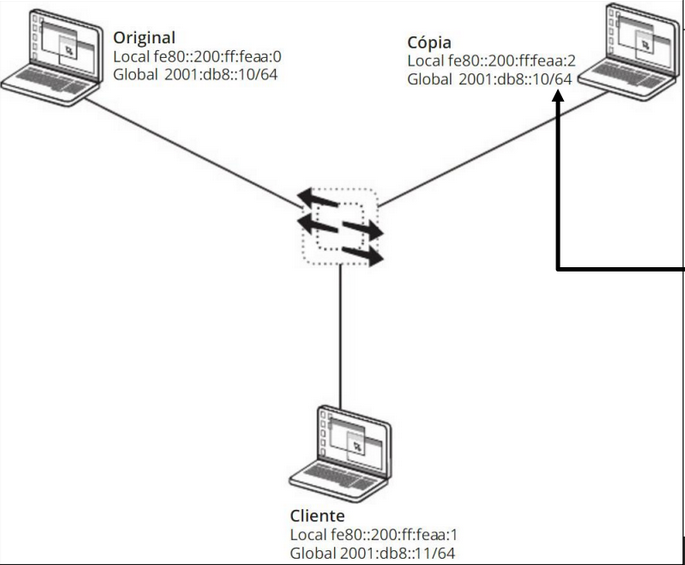 Original
Local fe80::200:ff:feaa:0
Global 2001:db8::10/64
Cópia
Local fe80::200:ff:feaa:2
Global 2001:db8::10/64
Cliente
Local fe80::200:ff:feaa:1
Global 2001:db8::11/64